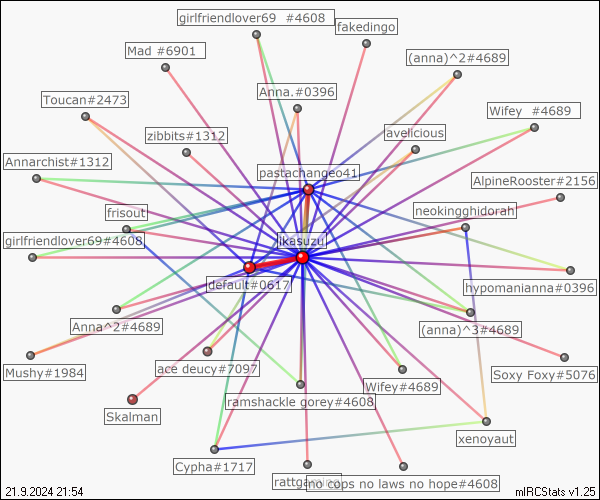 girlfriendlover69 #4608
fakedingo
Mad #6901
(anna)^2#4689
Toucan#2473
Anna.#0396
Wifey #4689
zibbits#1312
avelicious
Annarchist#1312
pastachangeo41
AlpineRooster#2156
frisout
neokingghidorah
girlfriendlover69#4608
ikasuzu
default#0617
hypomanianna#0396
Anna^2#4689
(anna)^3#4689
Mushy#1984
ace deucy#7097
Soxy Foxy#5076
Wifey#4689
ramshackle gorey#4608
Skalman
xenoyaut
Cypha#1717
no cops no laws no hope#4608
21.9.2024 21:54
mIRCStats v1.25